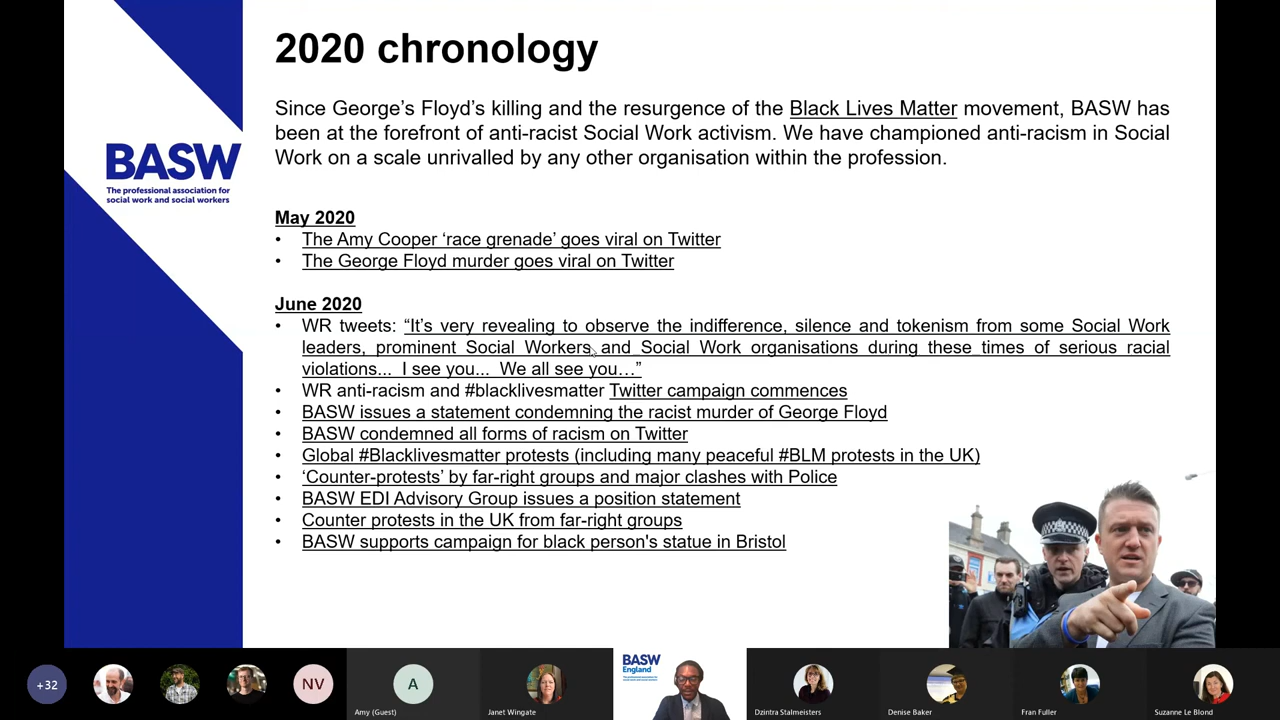 2020 chronology
Since George's Floyd's killing and the resurgence of the Black Lives Matter movement, BASW has
been at the forefront of anti-racist Social Work activism. We have championed anti-racism in Social
Work on a scale unrivalled by any other organisation within the profession.
BASW
The professional association for
social work and social workers
May 2020
• The Amy Cooper ‘race grenade’ goes viral on Twitter
• The George Floyd murder goes viral on Twitter
June 2020
• WR tweets: “It’s very revealing to observe the indifference, silence and tokenism from some Social Work
leaders, prominent Social Workers and Social Work organisations during these times of serious racial
violations... I see you... We all see you…”
• WR anti-racism and #blacklivesmatter Twitter campaign commences
• BASW issues a statement condemning the racist murder of George Floyd
• BASW condemned all forms of racism on Twitter
• Global #Blacklivesmatter protests (including many peaceful #BLM protests in the UK)
• ‘Counter-protests’ by far-right groups and major clashes with Police
• BASW EDI Advisory Group issues a position statement
• Counter protests in the UK from far-right groups
• BASW supports campaign for black person's statue in Bristol
+32
NV
A
Amy (Guest)
Janet Wingate
BASW
England
Dzintra Stalmeisters
Denise Baker
Fran Fuller
Suzanne Le Blond